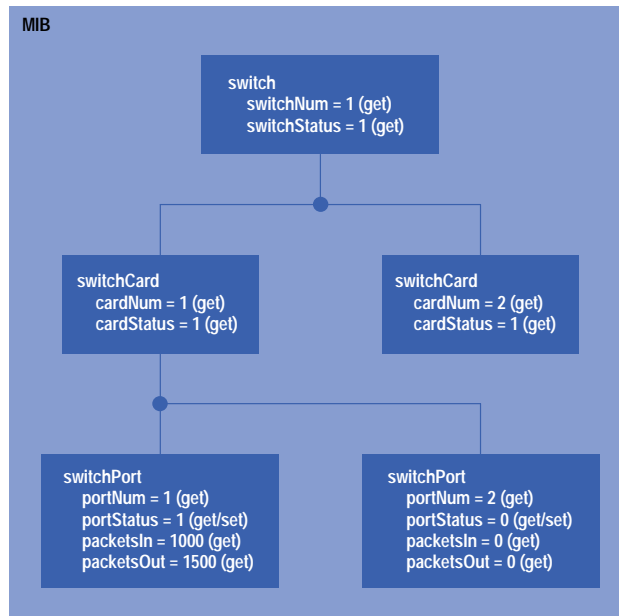 MIB
switch
switchNum = 1 (get)
switchStatus = 1 (get)
switchCard
cardNum = 1 (get)
cardStatus = 1 (get)
switchCard
cardNum = 2 (get)
cardStatus = 1 (get)
switchPort
portNum = 1 (get)
portStatus = 1 (get/set)
packetsIn = 1000 (get)
packetsOut = 1500 (get)
switchPort
portNum = 2 (get)
portStatus = 0 (get/set)
packetsIn = 0 (get)
packetsOut = 0 (get)